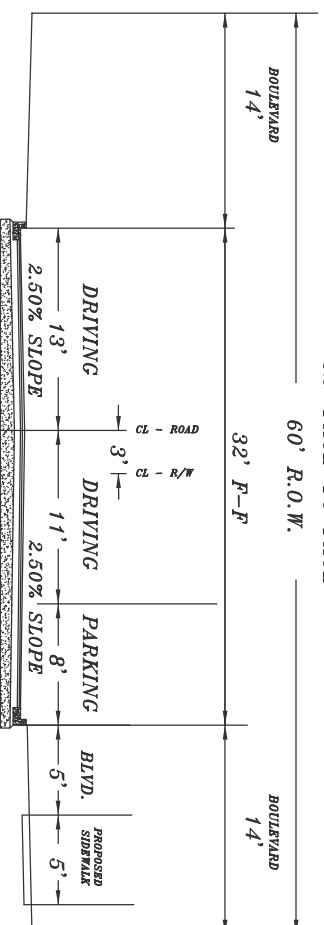 60' R.O.W.
BOULEVARD
14'
32' F-F
BOULEVARD
14'
CL - ROAD
3'
CL - R/W
DRIVING
13'
2.50% SLOPE
DRIVING
11'
2.50% SLOPE
PARKING
8'
BLVD.
5'
PROPOSED
SIDEWALK
5'